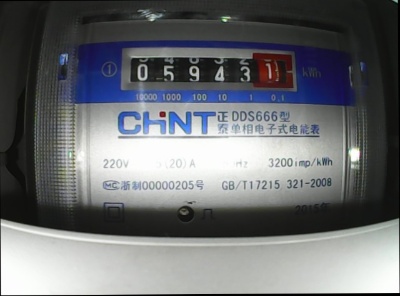 05943 1 kWh
10000 1000 100 10 1 0.1
CHNT 正泰 DDS666型
单相电子式电能表
220V (20)A Hz 3200imp/kWh
MC 浙制00000205号 GB/T17215 321-2008